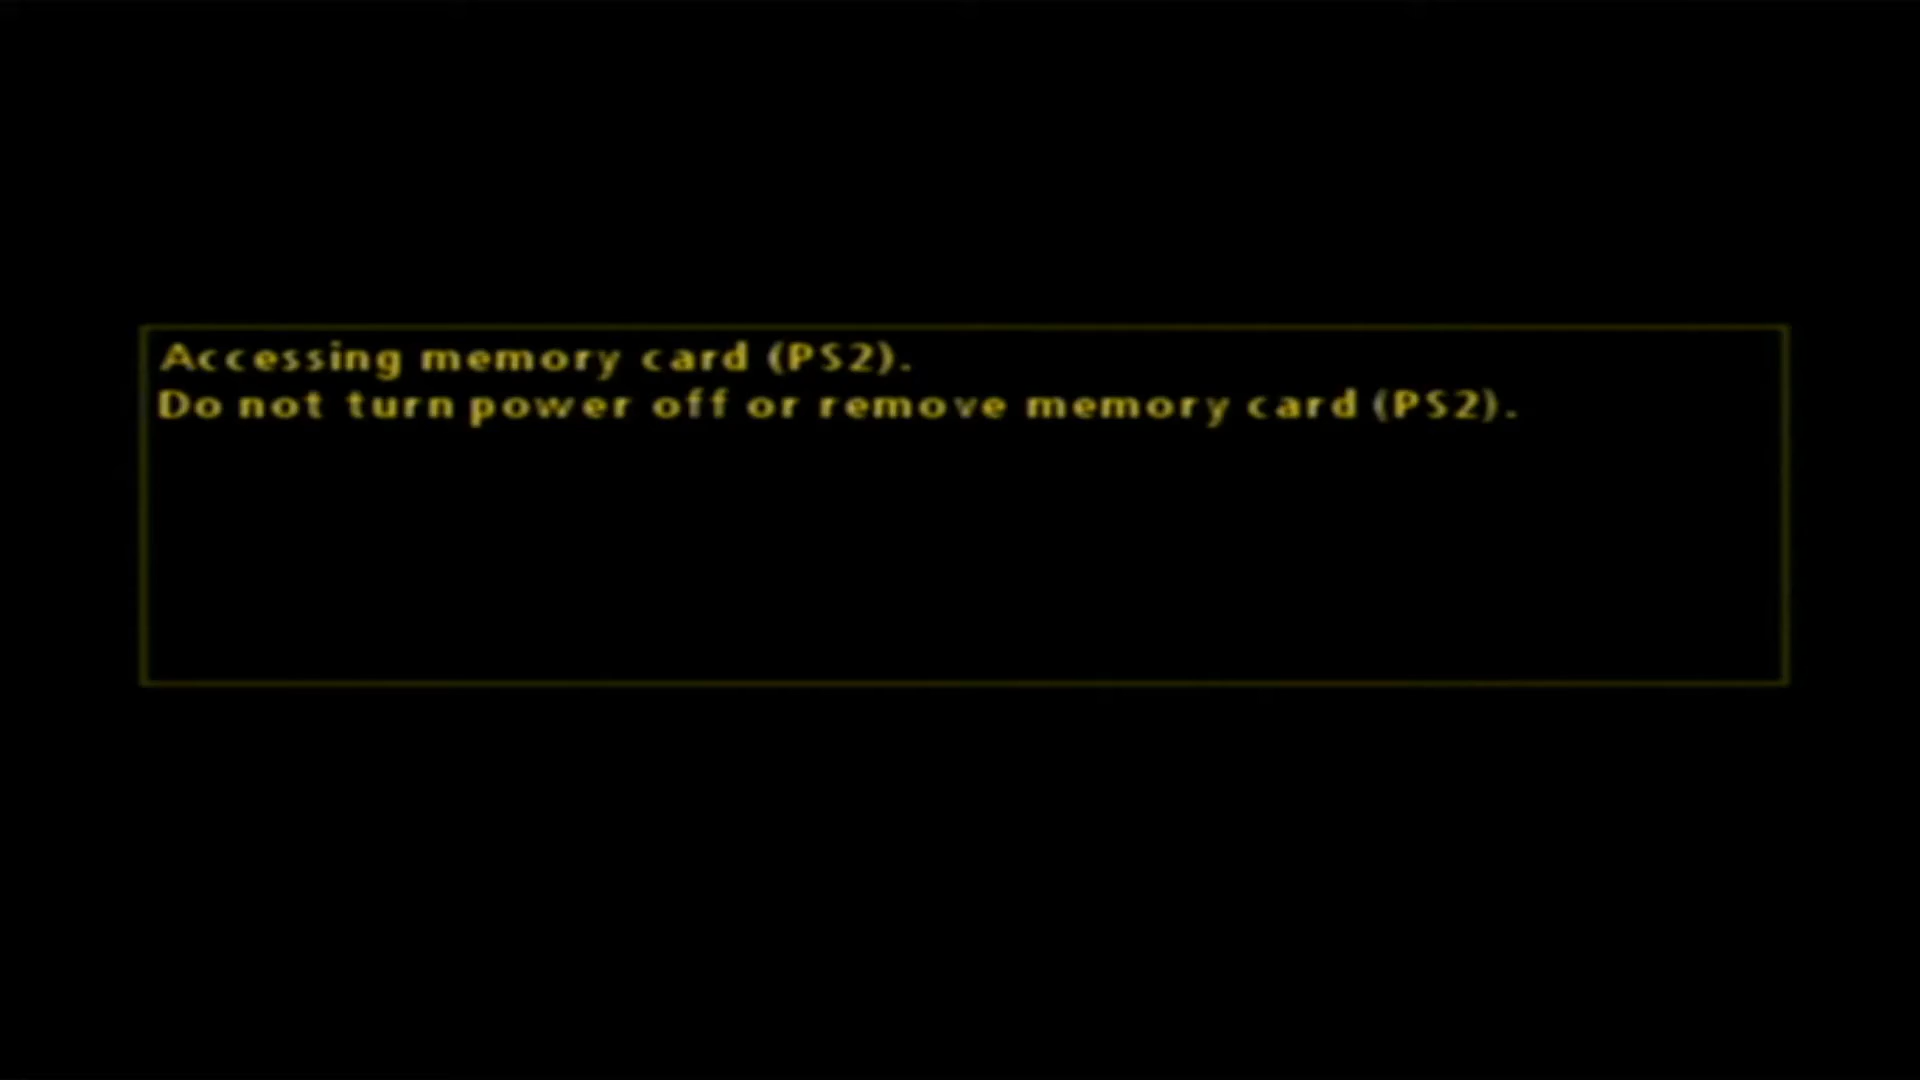 Accessing memory card (PS2).
Do not turn power off or remove memory card (PS2).